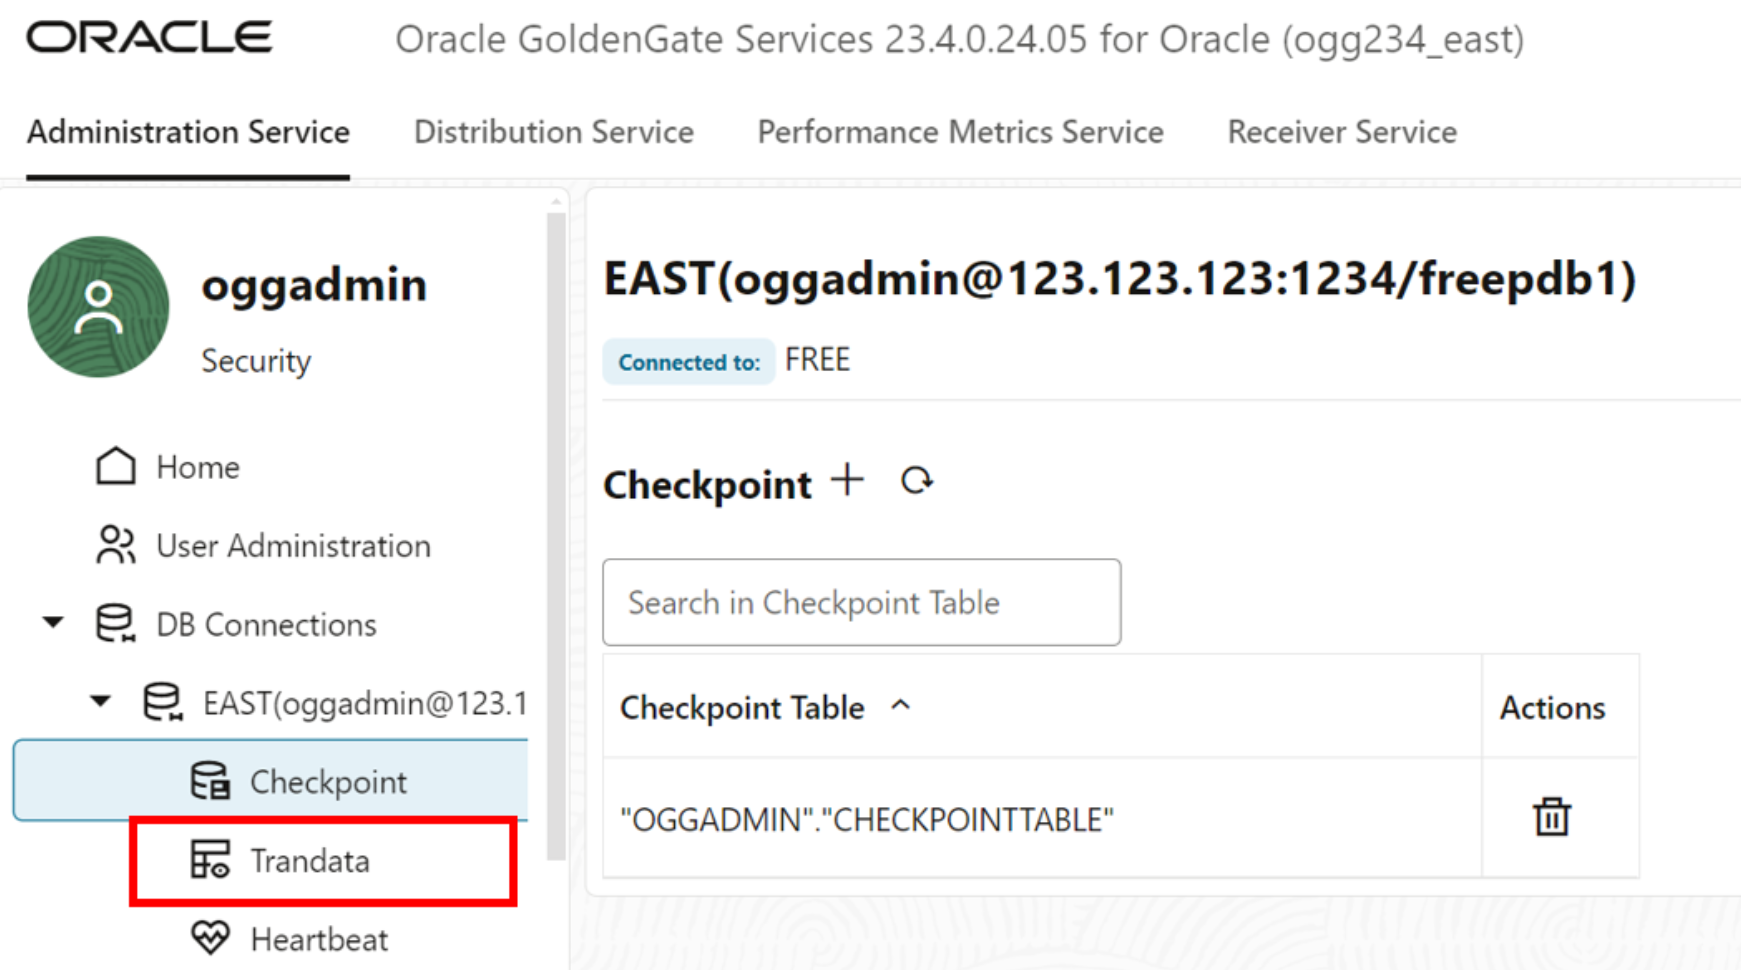 ORACLE
Oracle GoldenGate Services 23.4.0.24.05 for Oracle (ogg234_east)
Administration Service
Distribution Service
Performance Metrics Service
Receiver Service
oggadmin
Security
Home
User Administration
DB Connections
EAST(oggadmin@123.1
Checkpoint
Trandata
Heartbeat
EAST(oggadmin@123.123.123:1234/freepdb1)
Connected to: FREE
Checkpoint
Search in Checkpoint Table
Checkpoint Table
Actions
"OGGADMIN"."CHECKPOINTTABLE"